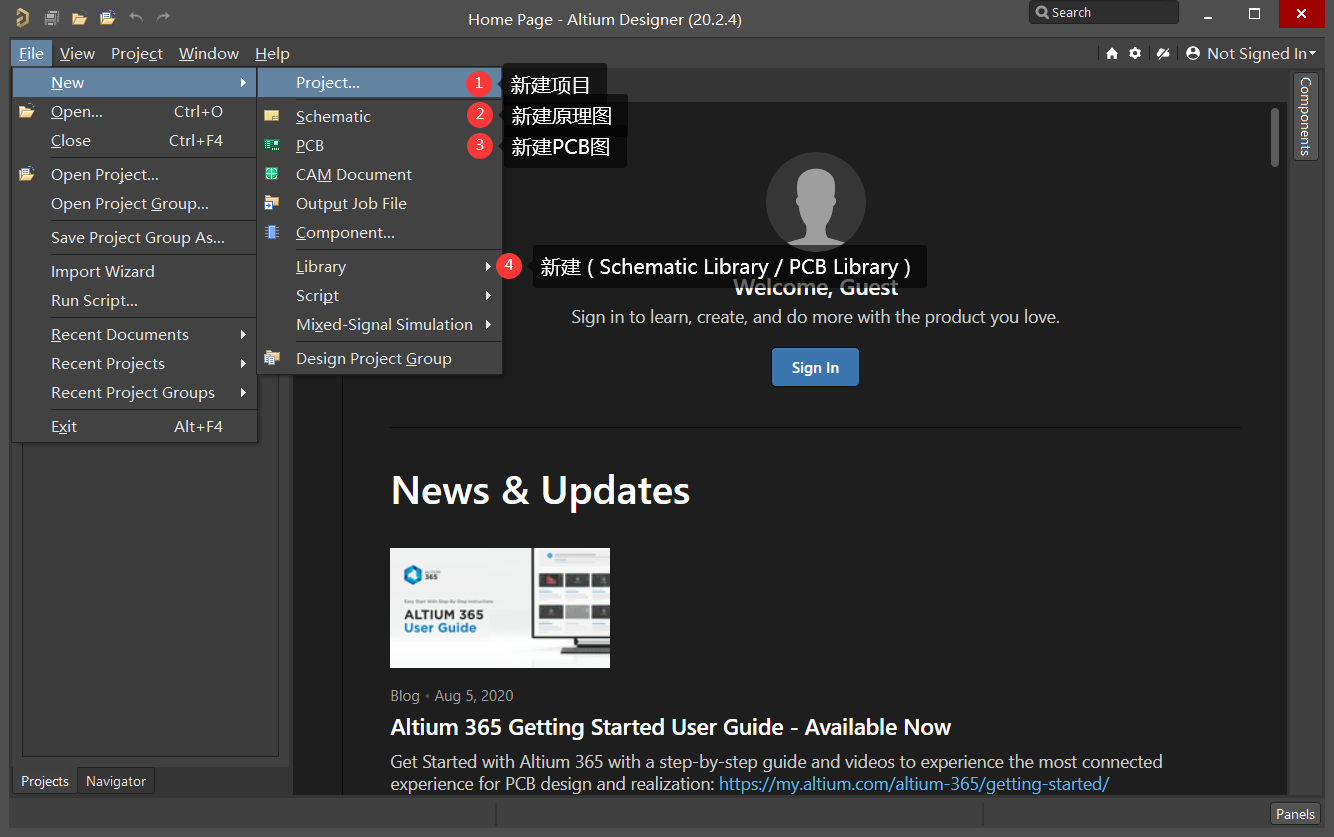 Home Page - Altium Designer (20.2.4)
Search
File View Project Window Help
Not Signed In
New
Open... Ctrl+O
Close Ctrl+F4
Open Project...
Open Project Group...
Save Project Group As...
Import Wizard
Run Script...
Recent Documents
Recent Projects
Recent Project Groups
Exit Alt+F4
Project... 1 新建项目
Schematic 2 新建原理图
PCB 3 新建PCB图
CAM Document
Output Job File
Component...
Library 4 新建 ( Schematic Library / PCB Library )
Script
Mixed-Signal Simulation
Design Project Group
Components
Welcome, Guest
Sign in to learn, create, and do more with the product you love.
Sign In
News & Updates
ALTIUM
365
Easy Start With Step-By-Step Instructions
ALTIUM 365
User Guide
Blog • Aug 5, 2020
Altium 365 Getting Started User Guide - Available Now
Get Started with Altium 365 with a step-by-step guide and videos to experience the most connected
experience for PCB design and realization: https://my.altium.com/altium-365/getting-started/
Projects Navigator
Panels